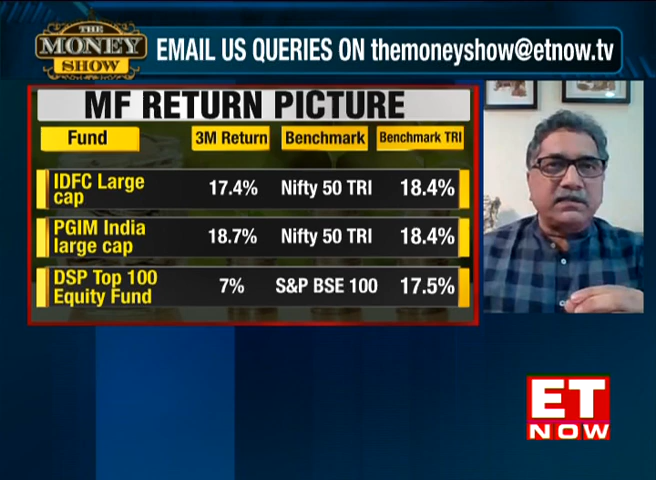 THE
MONEY
SHOW
EMAIL US QUERIES ON themoneyshow@etnow.tv
MF RETURN PICTURE
Fund 3M Return Benchmark Benchmark TRI
IDFC Large
cap 17.4% Nifty 50 TRI 18.4%
PGIM India
large cap 18.7% Nifty 50 TRI 18.4%
DSP Top 100
Equity Fund 7% S&P BSE 100 17.5%
ET
NOW